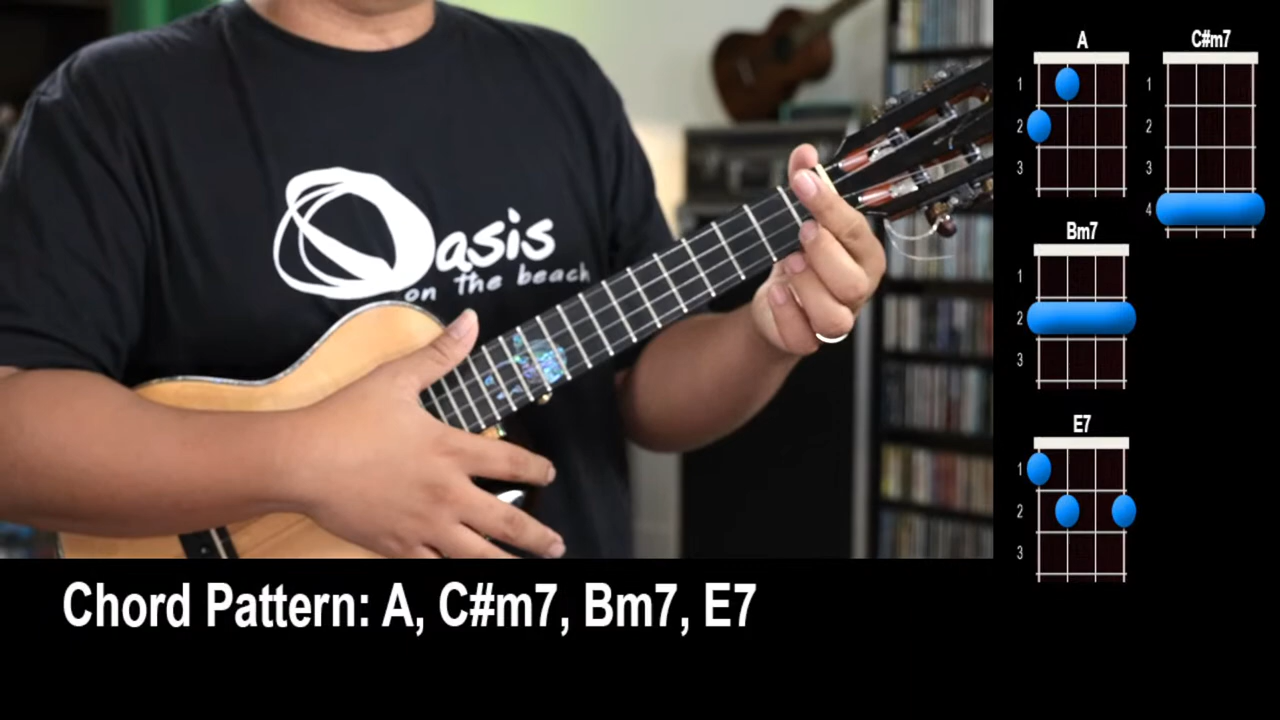 A
C#m7
1
2
3
1
2
3
4
Oasis
on the beach
Bm7
1
2
3
E7
1
2
3
Chord Pattern: A, C#m7, Bm7, E7